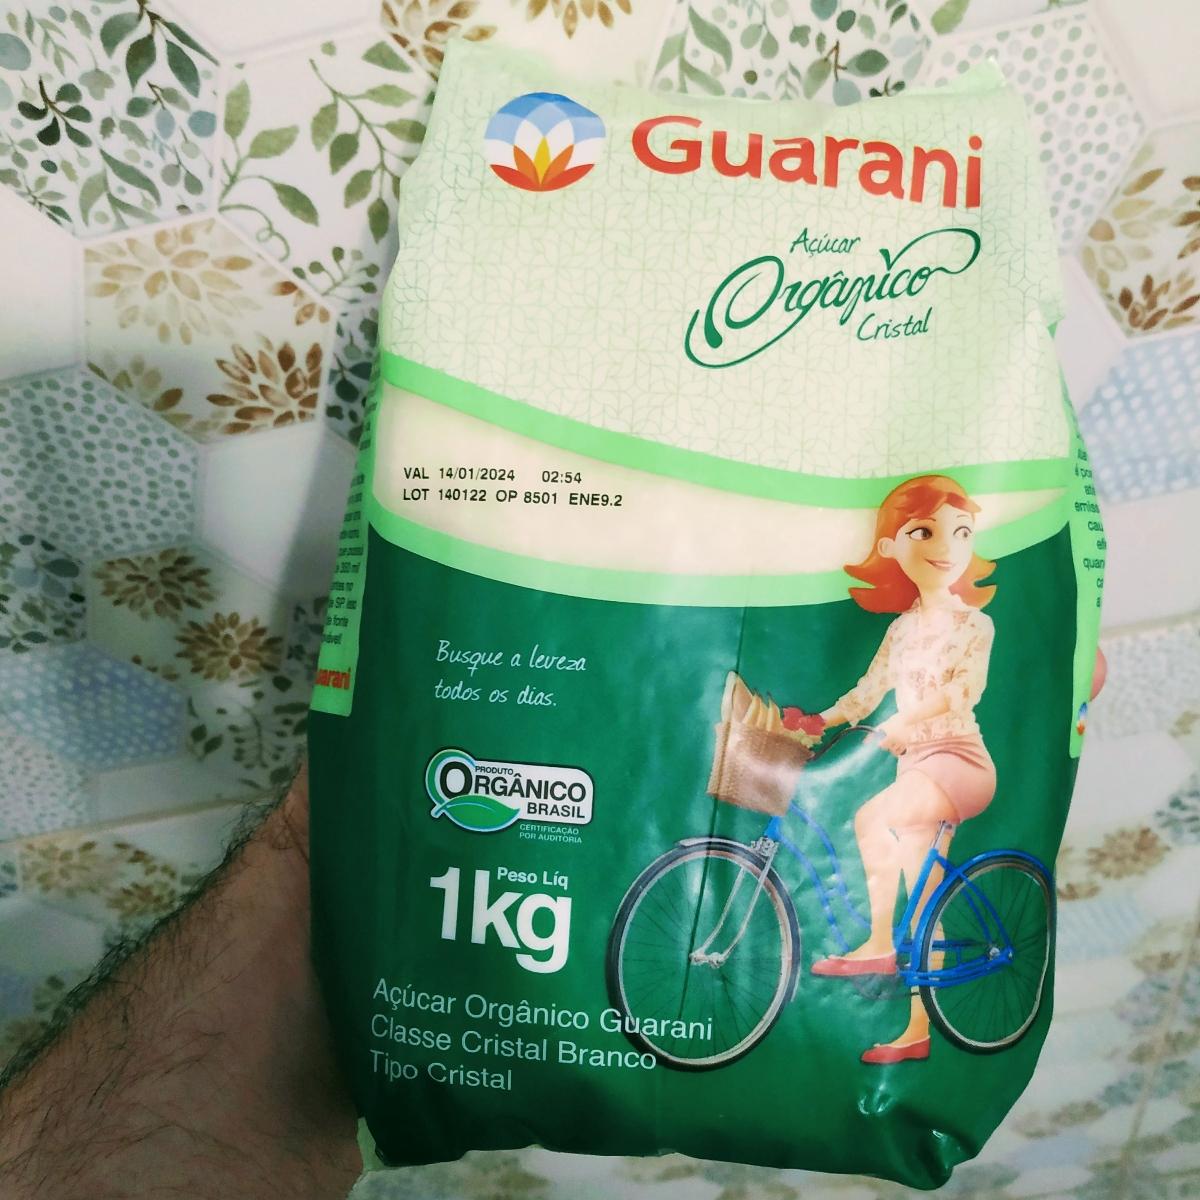 Guarani
Açúcar
Orgânico
Cristal
VAL 14/01/2024 02:54
LOT 140122 OP 8501 ENE9.2
Busque a leveza
todos os dias.
PRODUTO
ORGÂNICO
BRASIL
CERTIFICAÇÃO
POR AUDITORIA
Peso Líq
1kg
Açúcar Orgânico Guarani
Classe Cristal Branco
Tipo Cristal